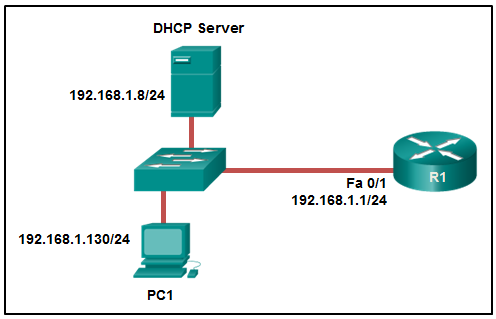 DHCP Server
192.168.1.8/24
Fa 0/1
192.168.1.1/24
R1
192.168.1.130/24
PC1